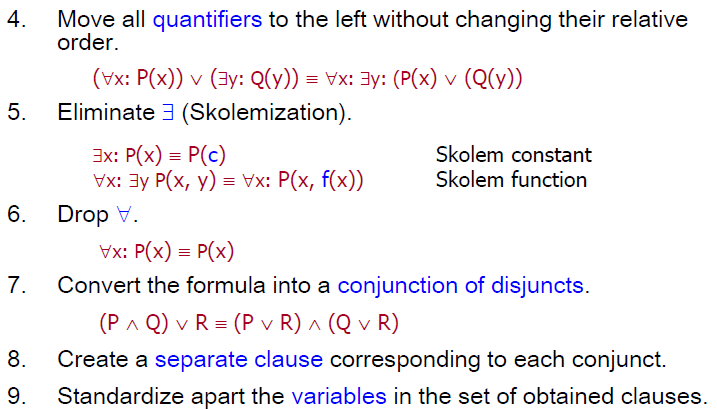 4. Move all quantifiers to the left without changing their relative
order.
(∀x: P(x)) ∨ (∃y: Q(y)) ≡ ∀x: ∃y: (P(x) ∨ (Q(y))
5. Eliminate ∃ (Skolemization).
∃x: P(x) ≡ P(c) Skolem constant
∀x: ∃y P(x, y) ≡ ∀x: P(x, f(x)) Skolem function
6. Drop ∀.
∀x: P(x) ≡ P(x)
7. Convert the formula into a conjunction of disjuncts.
(P ∧ Q) ∨ R ≡ (P ∨ R) ∧ (Q ∨ R)
8. Create a separate clause corresponding to each conjunct.
9. Standardize apart the variables in the set of obtained clauses.